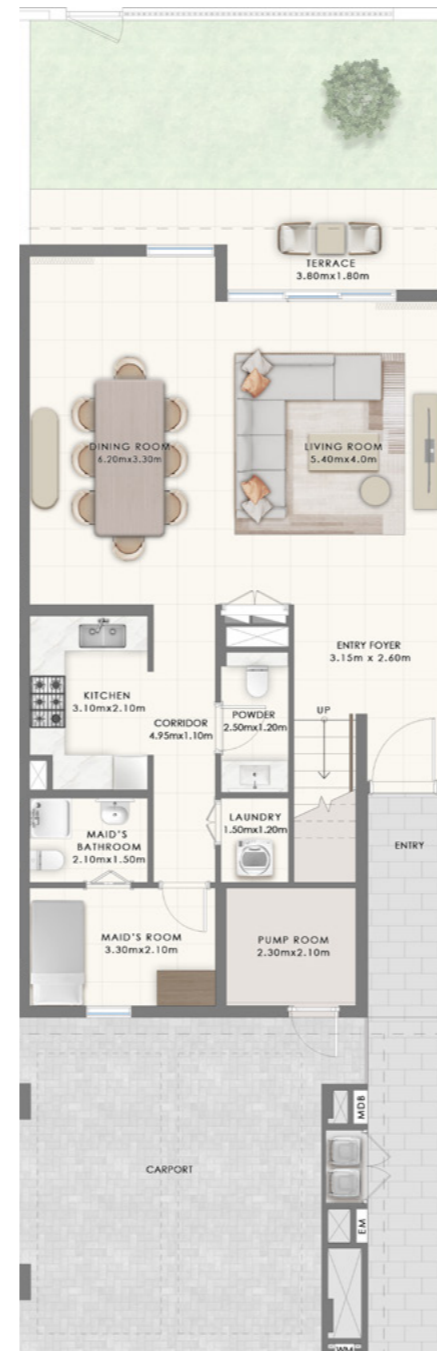 TERRACE
3.80mx1.80m
DINING ROOM
6.20mx3.30m
LIVING ROOM
5.40mx4.0m
ENTRY FOYER
3.15m x 2.60m
KITCHEN
3.10mx2.10m
CORRIDOR
4.95mx1.10m
POWDER
2.50mx1.20m
UP
LAUNDRY
1.50mx1.20m
MAID'S
BATHROOM
2.10mx1.50m
ENTRY
MAID'S ROOM
3.30mx2.10m
PUMP ROOM
2.30mx2.10m
MDB
CARPORT
EM
WM